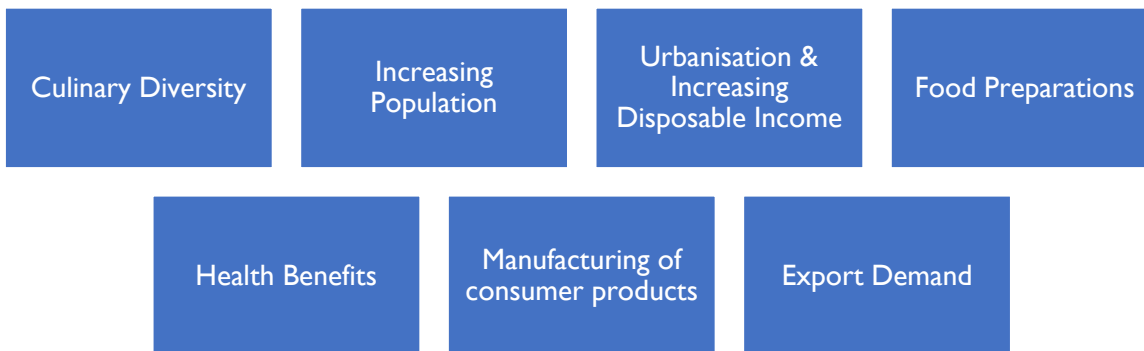 Culinary Diversity
Increasing
Population
Urbanisation &
Increasing
Disposable Income
Food Preparations
Health Benefits
Manufacturing of
consumer products
Export Demand